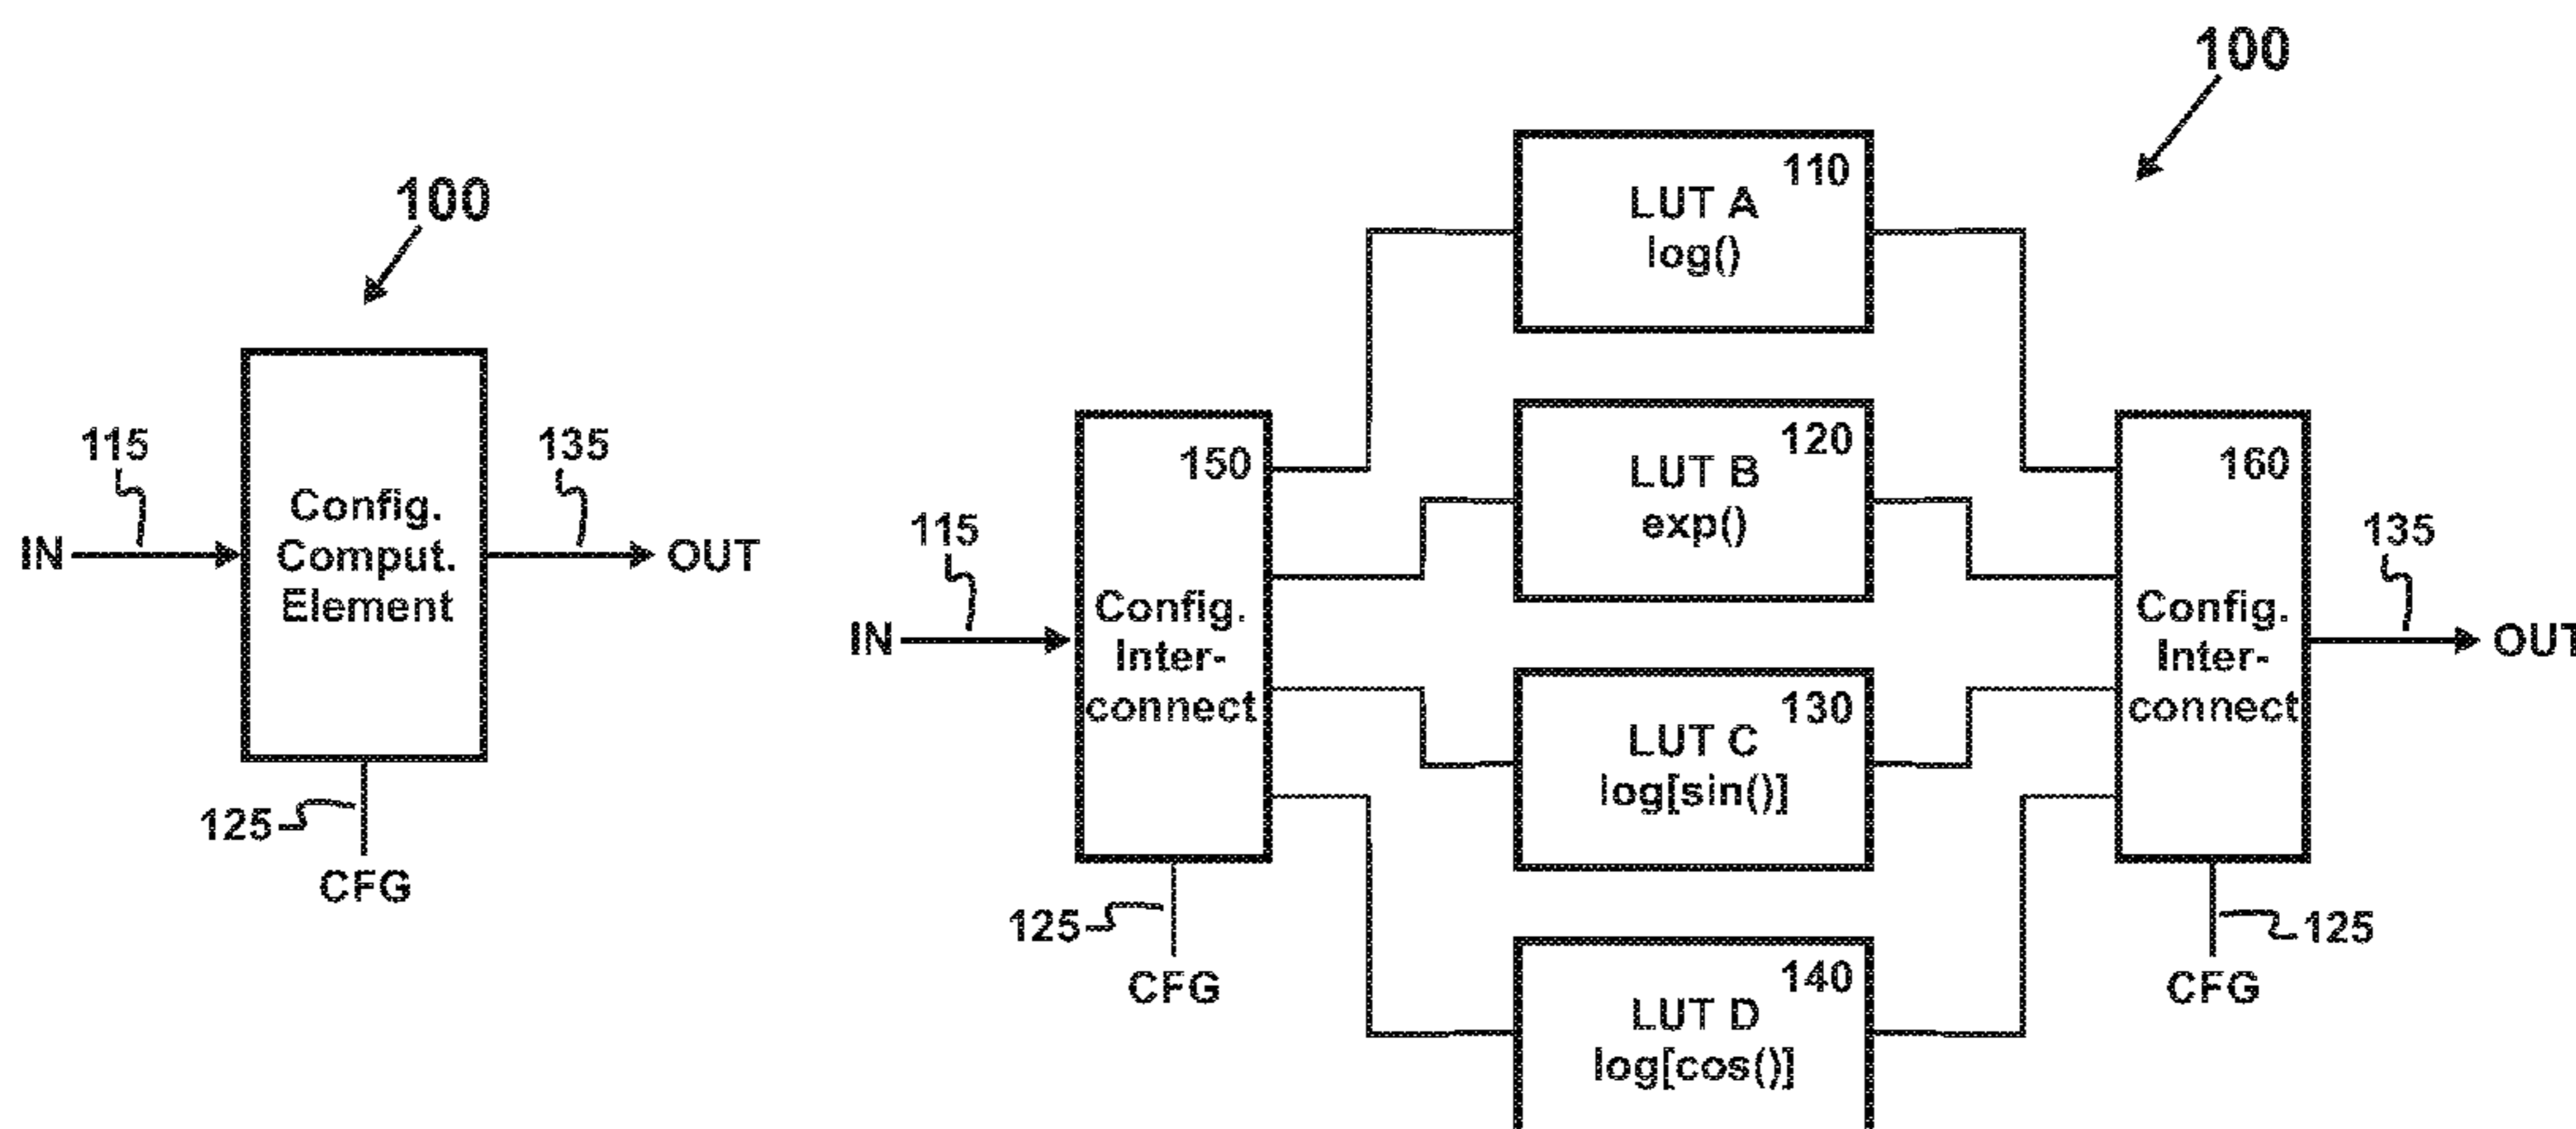 100
115
135
IN
Config.
Comput.
Element
OUT
125
CFG
100
110
LUT A
log()
120
LUT B
exp()
130
LUT C
log[sin()]
140
LUT D
log[cos()]
150
Config.
Inter-
connect
115
IN
125
CFG
160
Config.
Inter-
connect
135
OUT
125
CFG